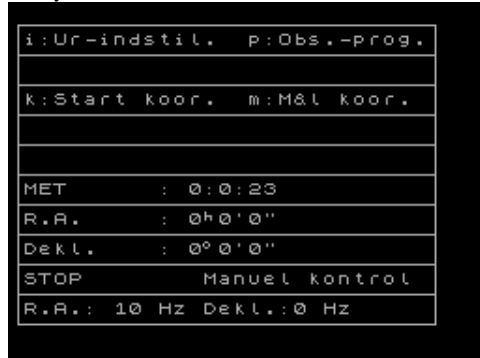 i:Ur-indstil. p:Obs.-prog.
k:Start koor. m:M&l koor.
MET : 0:0:23
R.A. : 0ʰ0'0"
Dekl. : 0°0'0"
STOP Manuel kontrol
R.A.: 10 Hz Dekl.:0 Hz